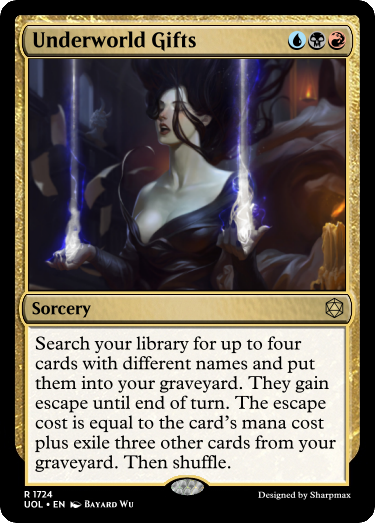 Underworld Gifts
Sorcery
Search your library for up to four
cards with different names and put
them into your graveyard. They gain
escape until end of turn. The escape
cost is equal to the card's mana cost
plus exile three other cards from your
graveyard. Then shuffle.
R 1724
UOL • EN Bayard Wu
Designed by Sharpmax